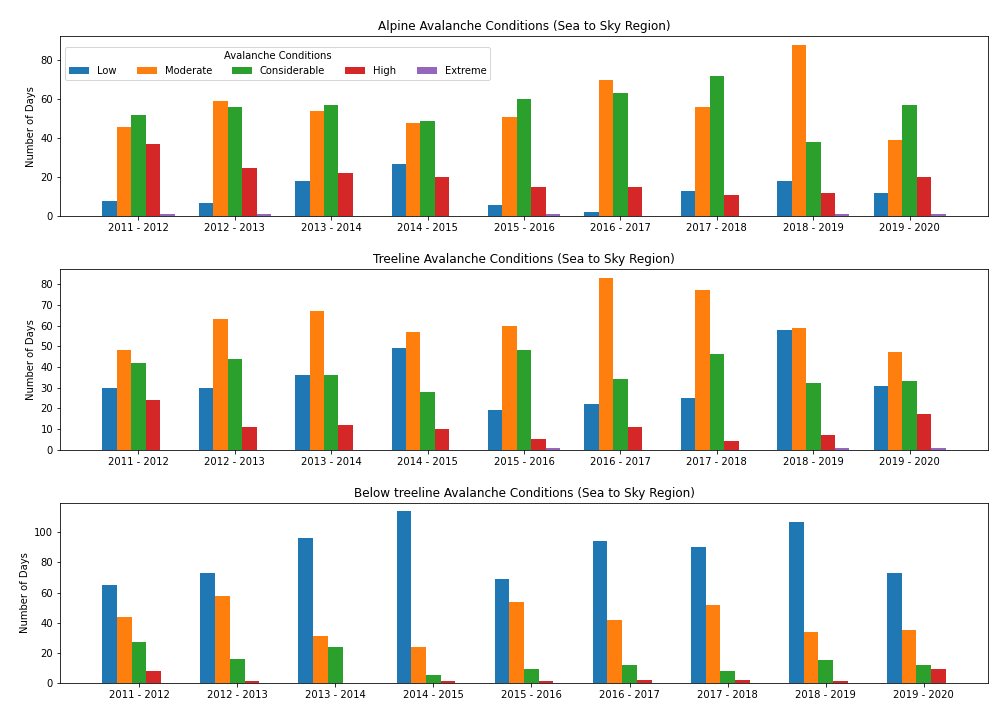 Alpine Avalanche Conditions (Sea to Sky Region)
Avalanche Conditions
Low Moderate Considerable High Extreme
Number of Days
80
60
40
20
0
2011 - 2012 2012 - 2013 2013 - 2014 2014 - 2015 2015 - 2016 2016 - 2017 2017 - 2018 2018 - 2019 2019 - 2020
Treeline Avalanche Conditions (Sea to Sky Region)
Number of Days
80
70
60
50
40
30
20
10
0
2011 - 2012 2012 - 2013 2013 - 2014 2014 - 2015 2015 - 2016 2016 - 2017 2017 - 2018 2018 - 2019 2019 - 2020
Below treeline Avalanche Conditions (Sea to Sky Region)
Number of Days
100
80
60
40
20
0
2011 - 2012 2012 - 2013 2013 - 2014 2014 - 2015 2015 - 2016 2016 - 2017 2017 - 2018 2018 - 2019 2019 - 2020